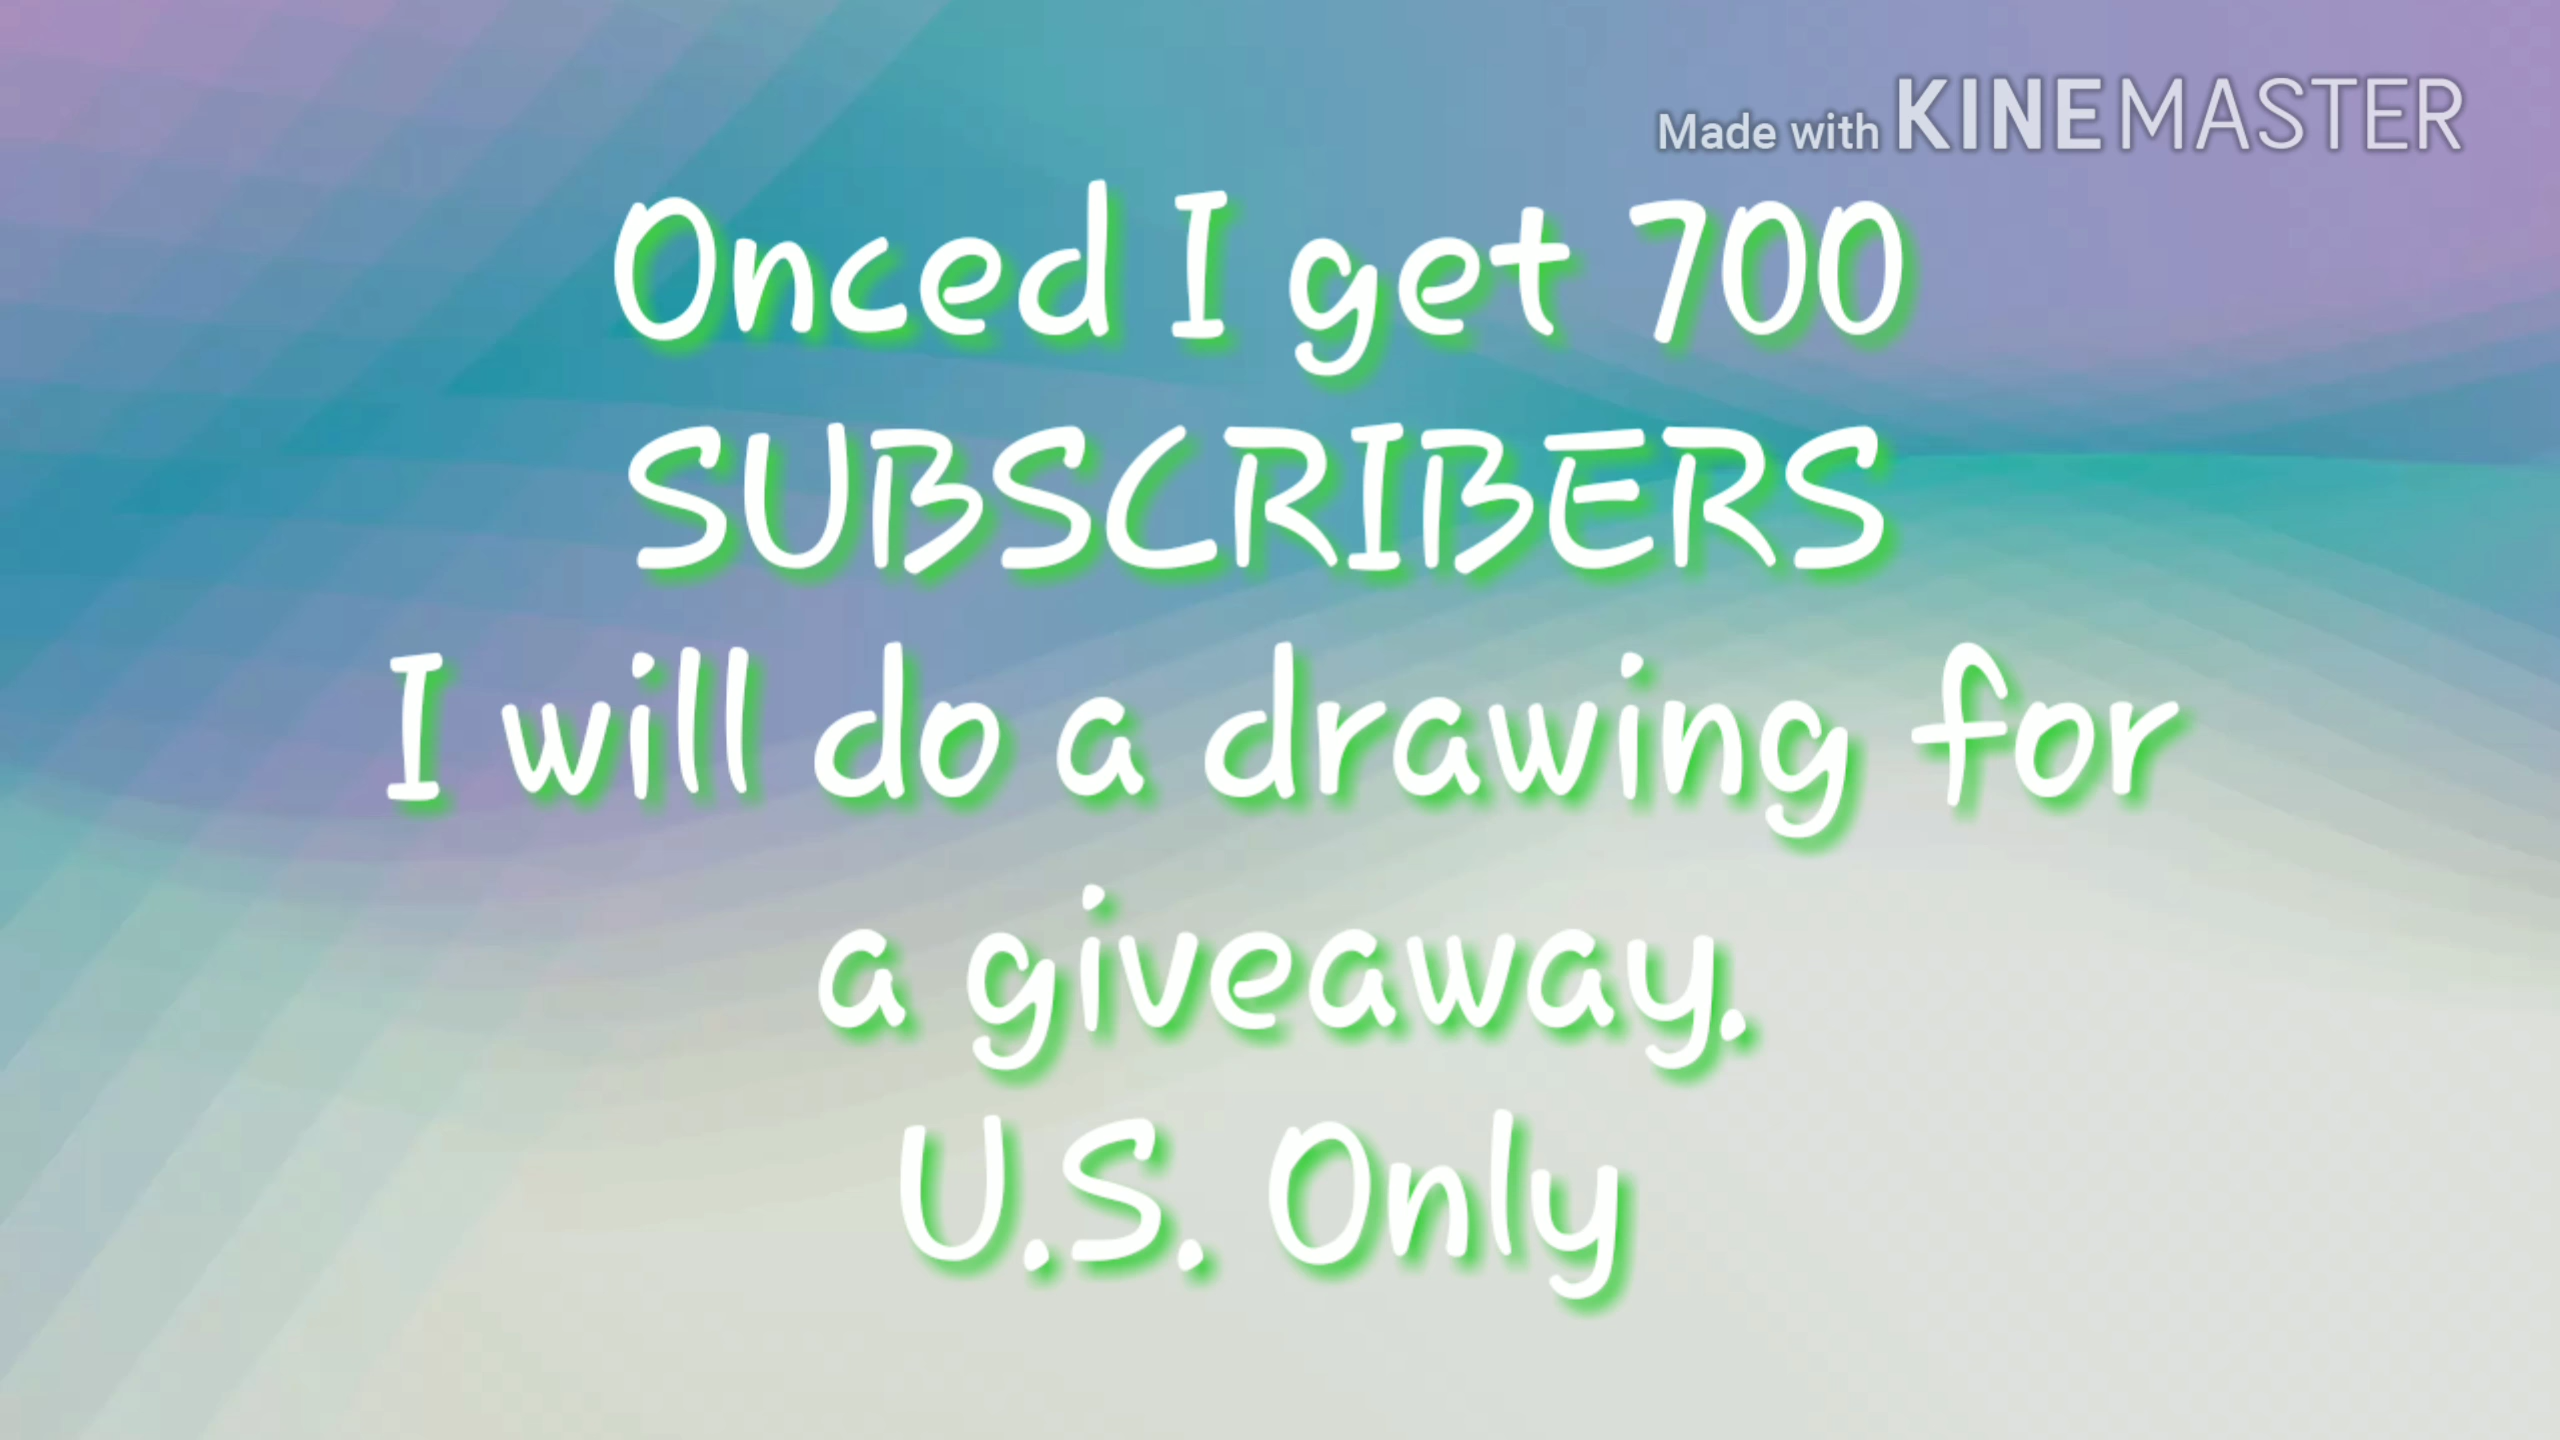 Made with KINEMASTER
Onced I get 700
SUBSCRIBERS
I will do a drawing for
a giveaway.
U.S. Only